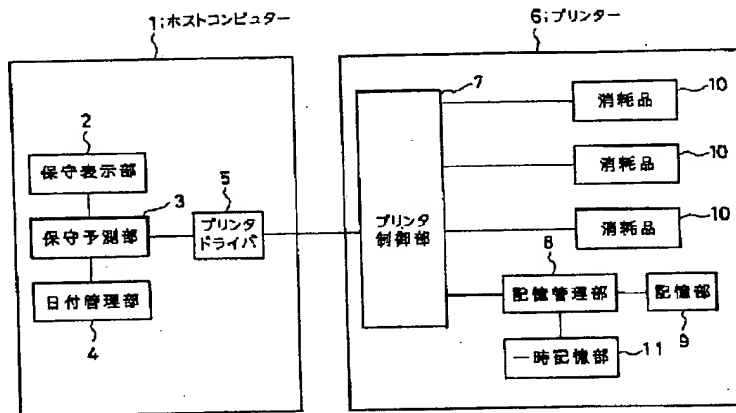 1;ホストコンピュター
6;プリンター
7
消耗品
10
2
保守表示部
消耗品
10
3
5
保守予測部
プリンタ
ドライバ
プリンタ
制御部
消耗品
10
8
日付管理部
4
記憶管理部
記憶部
9
一時記憶部
11